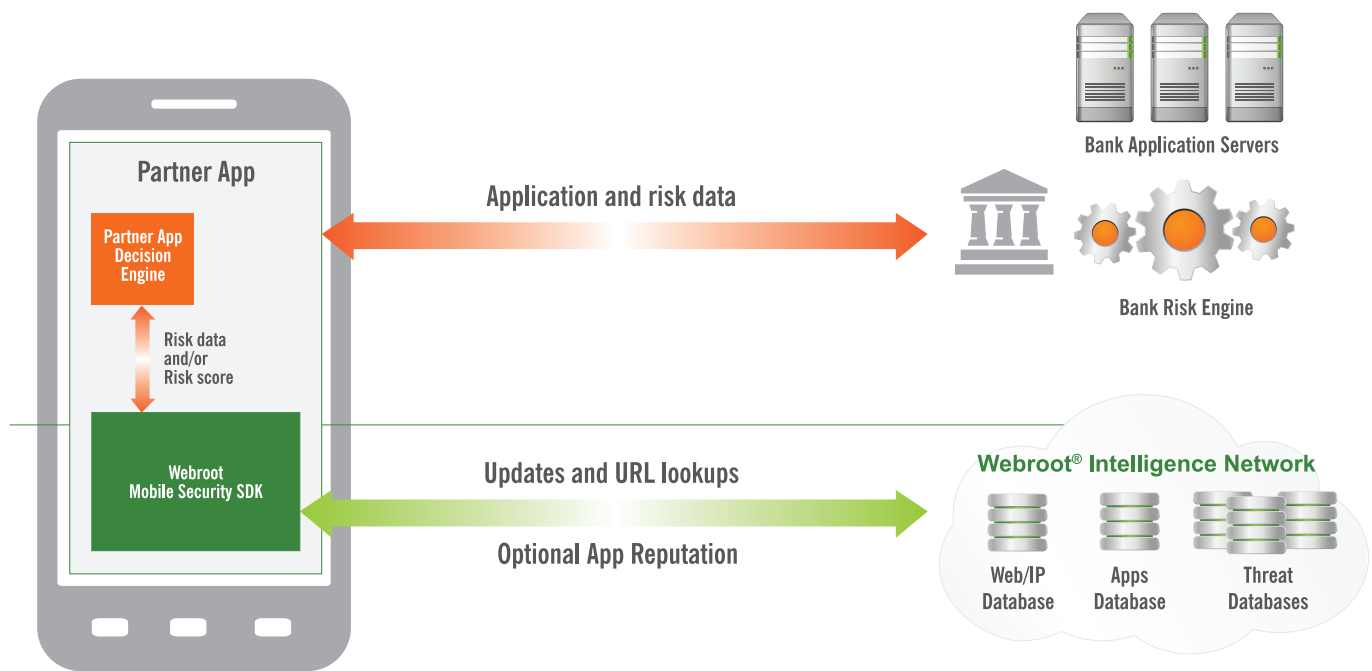 Partner App
Partner App
Decision
Engine
Risk data
and/or
Risk score
Webroot
Mobile Security SDK
Application and risk data
Bank Application Servers
Bank Risk Engine
Updates and URL lookups
Optional App Reputation
Webroot® Intelligence Network
Web/IP
Database
Apps
Database
Threat
Databases